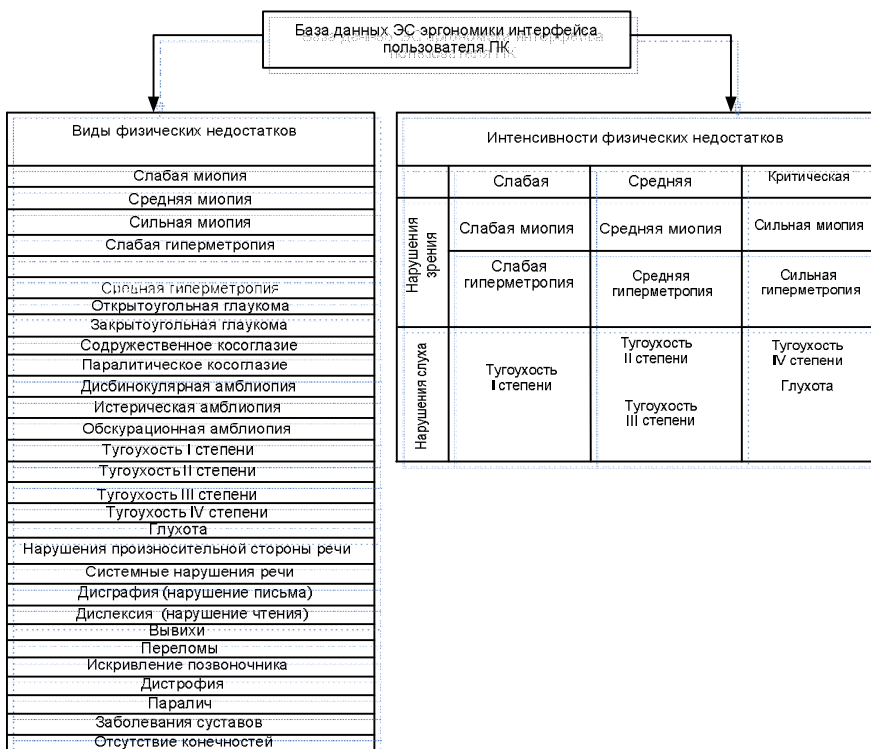 База данных ЭС эргономики интерфейса
пользователя ПК
Виды физических недостатков
Слабая миопия
Средняя миопия
Сильная миопия
Слабая гиперметропия
Средняя гиперметропия
Открытоугольная глаукома
Закрытоугольная глаукома
Содружественное косоглазие
Паралитическое косоглазие
Дисбинокулярная амблиопия
Истерическая амблиопия
Обскурационная амблиопия
Тугоухость I степени
Тугоухость II степени
Тугоухость III степени
Тугоухость IV степени
Глухота
Нарушения произносительной стороны речи
Системные нарушения речи
Дисграфия (нарушение письма)
Дислексия (нарушение чтения)
Вывихи
Переломы
Искривление позвоночника
Дистрофия
Паралич
Заболевания суставов
Отсутствие конечностей
Интенсивности физических недостатков
Слабая
Средняя
Критическая
Нарушения
зрения
Слабая миопия
Средняя миопия
Сильная миопия
Слабая
гиперметропия
Средняя
гиперметропия
Сильная
гиперметропия
Нарушения слуха
Тугоухость
I степени
Тугоухость
II степени
Тугоухость
III степени
Тугоухость
IV степени
Глухота